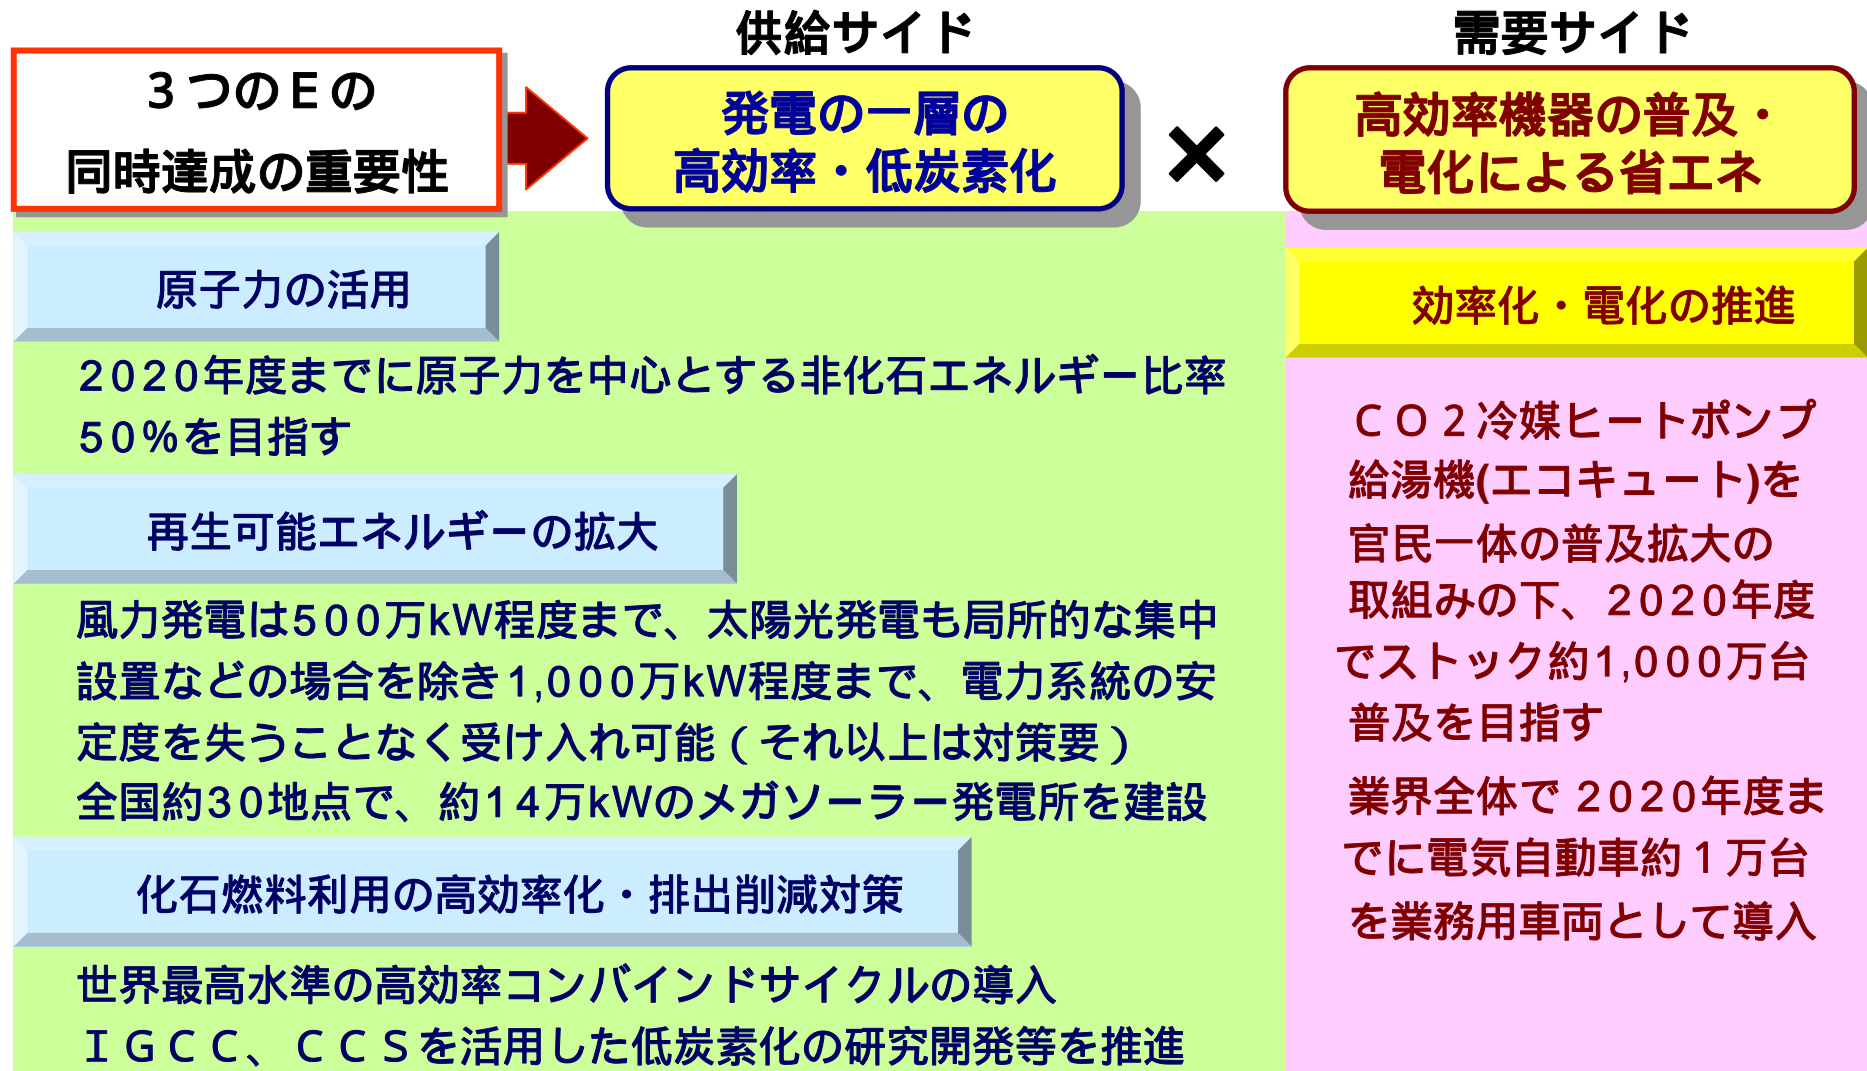 ３つのＥの
同時達成の重要性
供給サイド
発電の一層の
高効率・低炭素化
×
需要サイド
高効率機器の普及・
電化による省エネ
原子力の活用
2020年度までに原子力を中心とする非化石エネルギー比率
50%を目指す
再生可能エネルギーの拡大
風力発電は500万kW程度まで、太陽光発電も局所的な集中
設置などの場合を除き1,000万kW程度まで、電力系統の安
定度を失うことなく受け入れ可能（それ以上は対策要）
全国約30地点で、約14万kWのメガソーラー発電所を建設
化石燃料利用の高効率化・排出削減対策
世界最高水準の高効率コンバインドサイクルの導入
ＩＧＣＣ、ＣＣＳを活用した低炭素化の研究開発等を推進
効率化・電化の推進
ＣＯ２冷媒ヒートポンプ
給湯機(エコキュート)を
官民一体の普及拡大の
取組みの下、2020年度
でストック約1,000万台
普及を目指す
業界全体で 2020年度ま
でに電気自動車約１万台
を業務用車両として導入